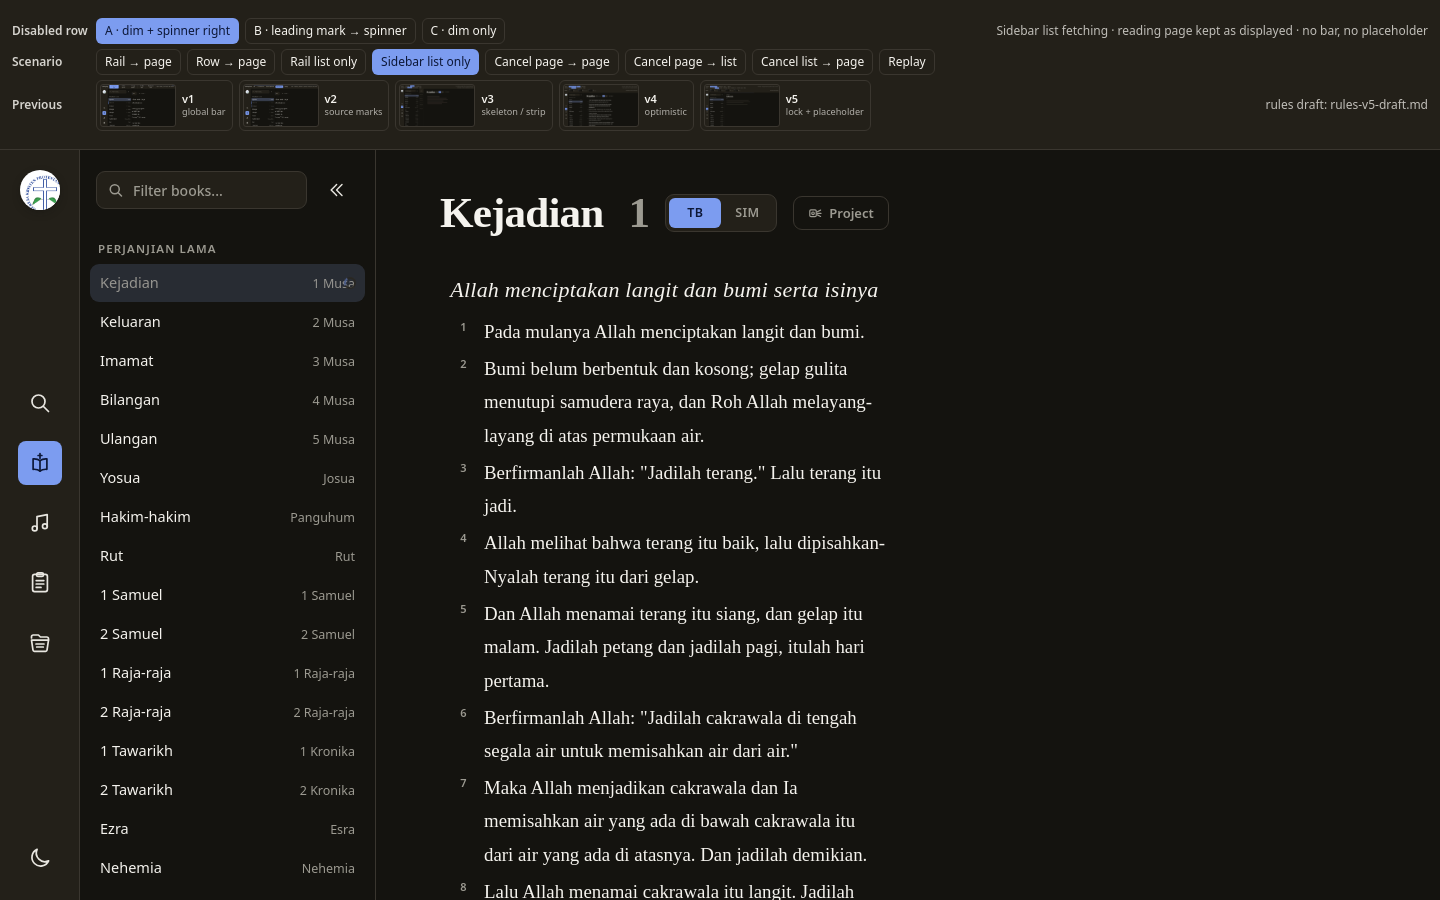 Disabled row A · dim + spinner right B · leading mark → spinner C · dim only Sidebar list fetching · reading page kept as displayed · no bar, no placeholder
Scenario Rail → page Row → page Rail list only Sidebar list only Cancel page → page Cancel page → list Cancel list → page Replay
Previous v1 global bar v2 source marks v3 skeleton / strip v4 optimistic v5 lock + placeholder rules draft: rules-v5-draft.md
Filter books...
PERJANJIAN LAMA
Kejadian 1 Musa
Keluaran 2 Musa
Imamat 3 Musa
Bilangan 4 Musa
Ulangan 5 Musa
Yosua Josua
Hakim-hakim Panguhum
Rut Rut
1 Samuel 1 Samuel
2 Samuel 2 Samuel
1 Raja-raja 1 Raja-raja
2 Raja-raja 2 Raja-raja
1 Tawarikh 1 Kronika
2 Tawarikh 2 Kronika
Ezra Esra
Nehemia Nehemia
Kejadian 1 TB SIM Project
Allah menciptakan langit dan bumi serta isinya
1 Pada mulanya Allah menciptakan langit dan bumi.
2 Bumi belum berbentuk dan kosong; gelap gulita
menutupi samudera raya, dan Roh Allah melayang-
layang di atas permukaan air.
3 Berfirmanlah Allah: "Jadilah terang." Lalu terang itu
jadi.
4 Allah melihat bahwa terang itu baik, lalu dipisahkan-
Nyalah terang itu dari gelap.
5 Dan Allah menamai terang itu siang, dan gelap itu
malam. Jadilah petang dan jadilah pagi, itulah hari
pertama.
6 Berfirmanlah Allah: "Jadilah cakrawala di tengah
segala air untuk memisahkan air dari air."
7 Maka Allah menjadikan cakrawala dan Ia
memisahkan air yang ada di bawah cakrawala itu
dari air yang ada di atasnya. Dan jadilah demikian.
8 Lalu Allah menamai cakrawala itu langit. Jadilah